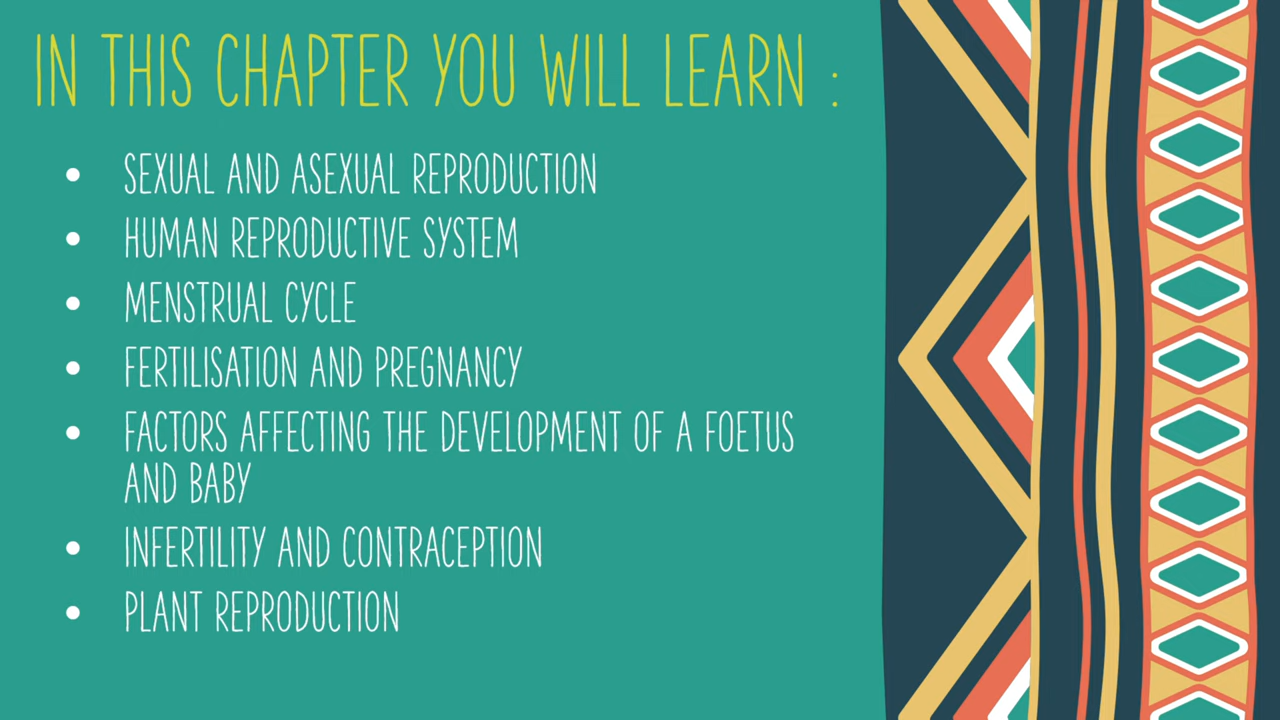 IN THIS CHAPTER YOU WILL LEARN :
• SEXUAL AND ASEXUAL REPRODUCTION
• HUMAN REPRODUCTIVE SYSTEM
• MENSTRUAL CYCLE
• FERTILISATION AND PREGNANCY
• FACTORS AFFECTING THE DEVELOPMENT OF A FOETUS
AND BABY
• INFERTILITY AND CONTRACEPTION
• PLANT REPRODUCTION